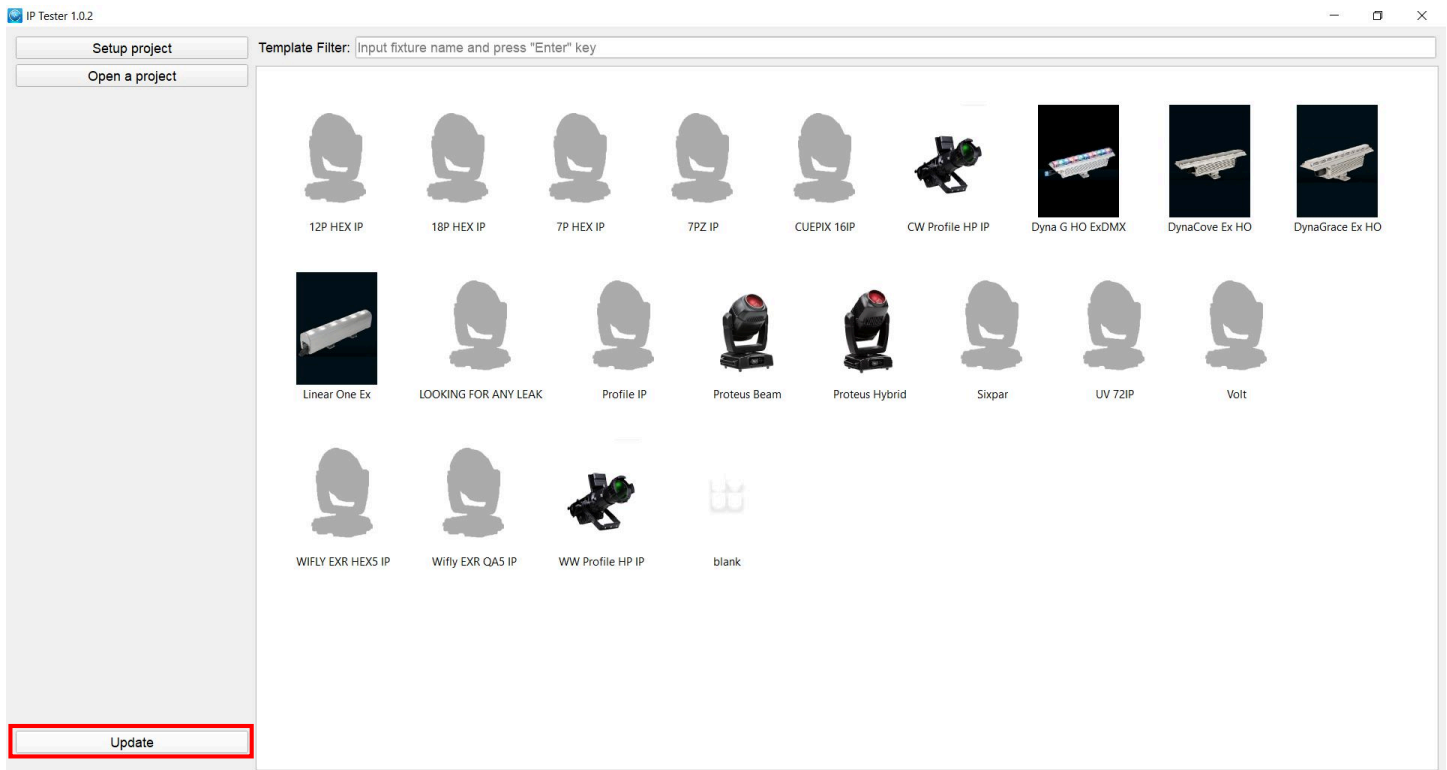 IP Tester 1.0.2
Setup project
Template Filter: Input fixture name and press "Enter" key
Open a project
12P HEX IP
18P HEX IP
7P HEX IP
7PZ IP
CUEPIX 16IP
CW Profile HP IP
Dyna G HO ExDMX
DynaCove Ex HO
DynaGrace Ex HO
Linear One Ex
LOOKING FOR ANY LEAK
Profile IP
Proteus Beam
Proteus Hybrid
Sixpar
UV 72IP
Volt
WIFLY EXR HEX5 IP
Wifly EXR QA5 IP
WW Profile HP IP
blank
Update